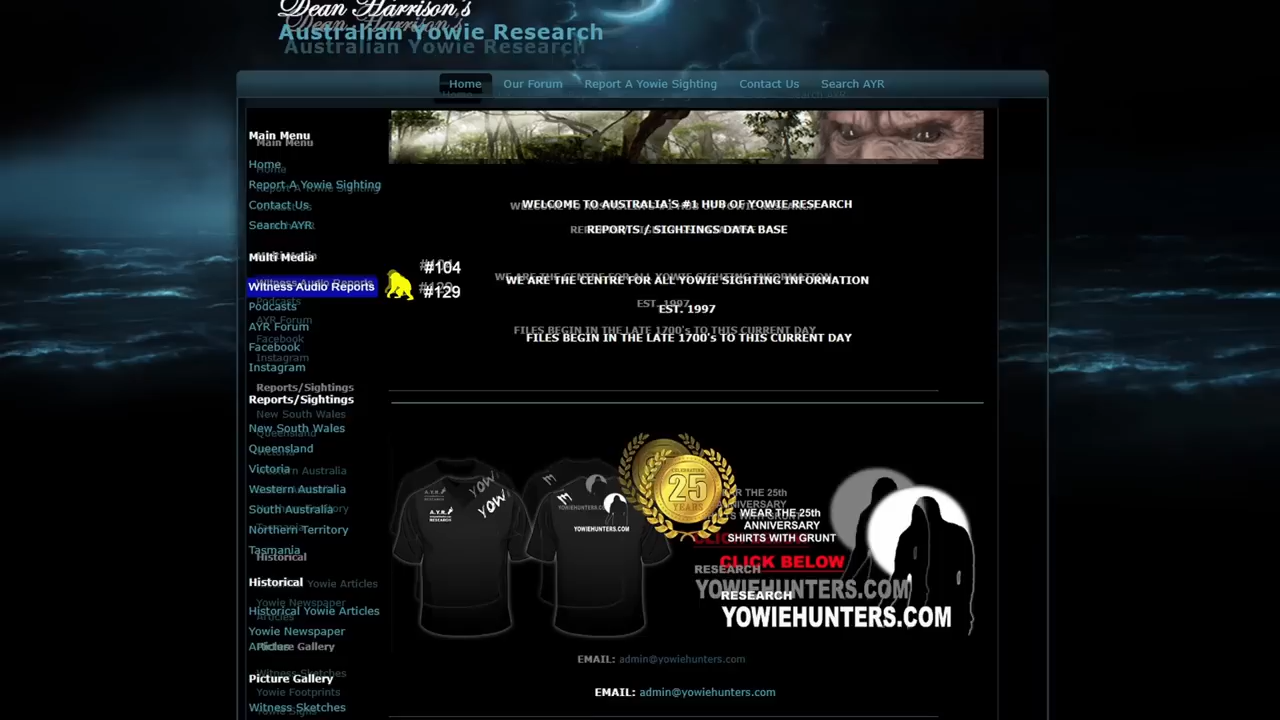 Dean Harrison's
Australian Yowie Research
Home
Our Forum
Report A Yowie Sighting
Contact Us
Search AYR
Main Menu
Home
Report A Yowie Sighting
Contact Us
Search AYR
Main Media
Witness Audio Reports
#104
#129
Podcasts
AYR Forum
Facebook
Instagram
Reports/Sightings
New South Wales
Queensland
Victoria
Western Australia
South Australia
Northern Territory
Tasmania
Historical
Historical Yowie Articles
Yowie Newspaper
Articles
Picture Gallery
Witness Sketches
Yowie Footprints
WELCOME TO AUSTRALIA'S #1 HUB OF YOWIE RESEARCH
REPORTS / SIGHTINGS DATA BASE
WE ARE THE CENTRE FOR ALL YOWIE SIGHTING INFORMATION
EST. 1997
FILES BEGIN IN THE LATE 1700's TO THIS CURRENT DAY
A.Y.R.
RESEARCH
YOWIEHUNTERS.COM
CELEBRATING
25
YEARS
WEAR THE 25th
ANNIVERSARY
SHIRTS WITH GRUNT
CLICK BELOW
RESEARCH
YOWIEHUNTERS.COM
EMAIL: admin@yowiehunters.com